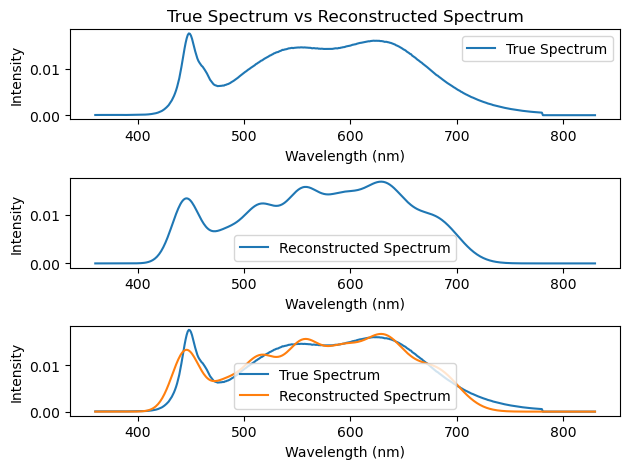 True Spectrum vs Reconstructed Spectrum
Intensity
0.01
0.00
True Spectrum
400 500 600 700 800
Wavelength (nm)
Intensity
0.01
0.00
Reconstructed Spectrum
400 500 600 700 800
Wavelength (nm)
Intensity
0.01
0.00
True Spectrum
Reconstructed Spectrum
400 500 600 700 800
Wavelength (nm)